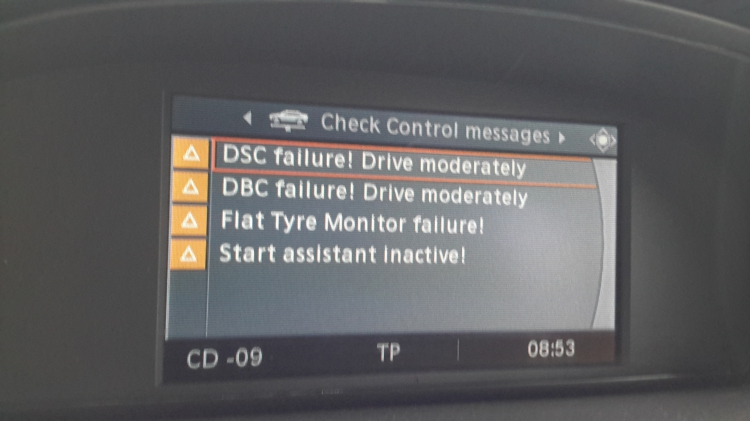 Check Control messages
DSC failure! Drive moderately
DBC failure! Drive moderately
Flat Tyre Monitor failure!
Start assistant inactive!
CD -09 TP 08:53